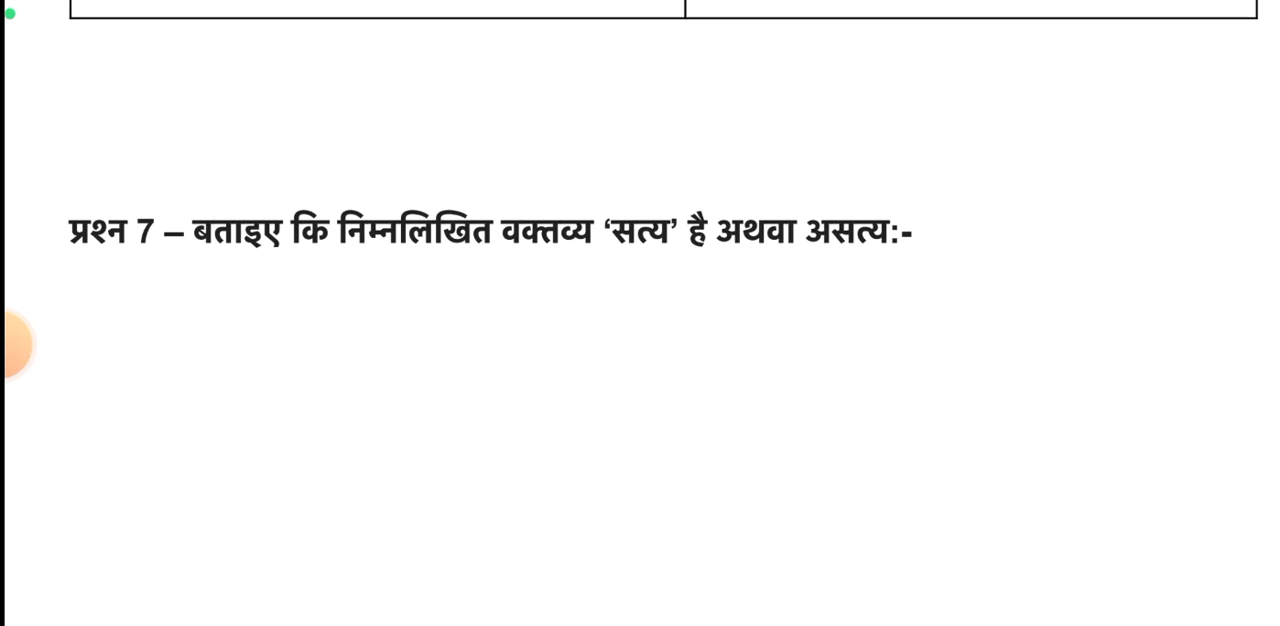 प्रश्न 7 – बताइए कि निम्नलिखित वक्तव्य ‘सत्य’ है अथवा असत्य:-